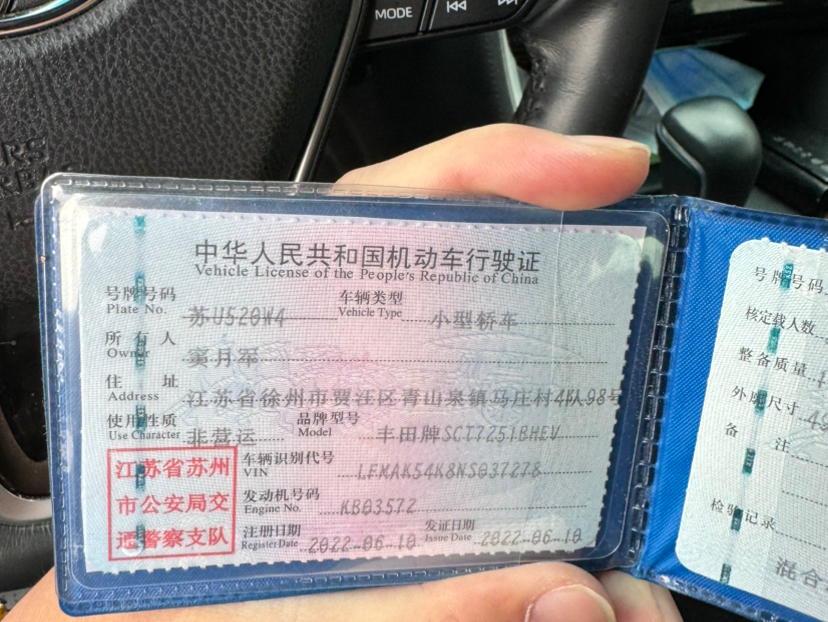 MODE
中华人民共和国机动车行驶证
Vehicle License of the People's Republic of China
号牌号码 苏U520W4 车辆类型 小型轿车
Plate No. Vehicle Type
所有人 窦月军
Owner
住址 江苏省徐州市贾汪区青山泉镇马庄村4队98号
Address
使用性质 非营运 品牌型号 丰田牌SCT7251BHEV
Use Character Model
江苏省苏州
市公安局交
通警察支队
车辆识别代号
VIN LFMAK54K8NS037278
发动机号码
Engine No. KB03572
注册日期 2022-06-10 发证日期 2022-06-10
Register Date Issue Date
号牌号码
核定载人数
整备质量
外廓尺寸
备注
检验记录
混合